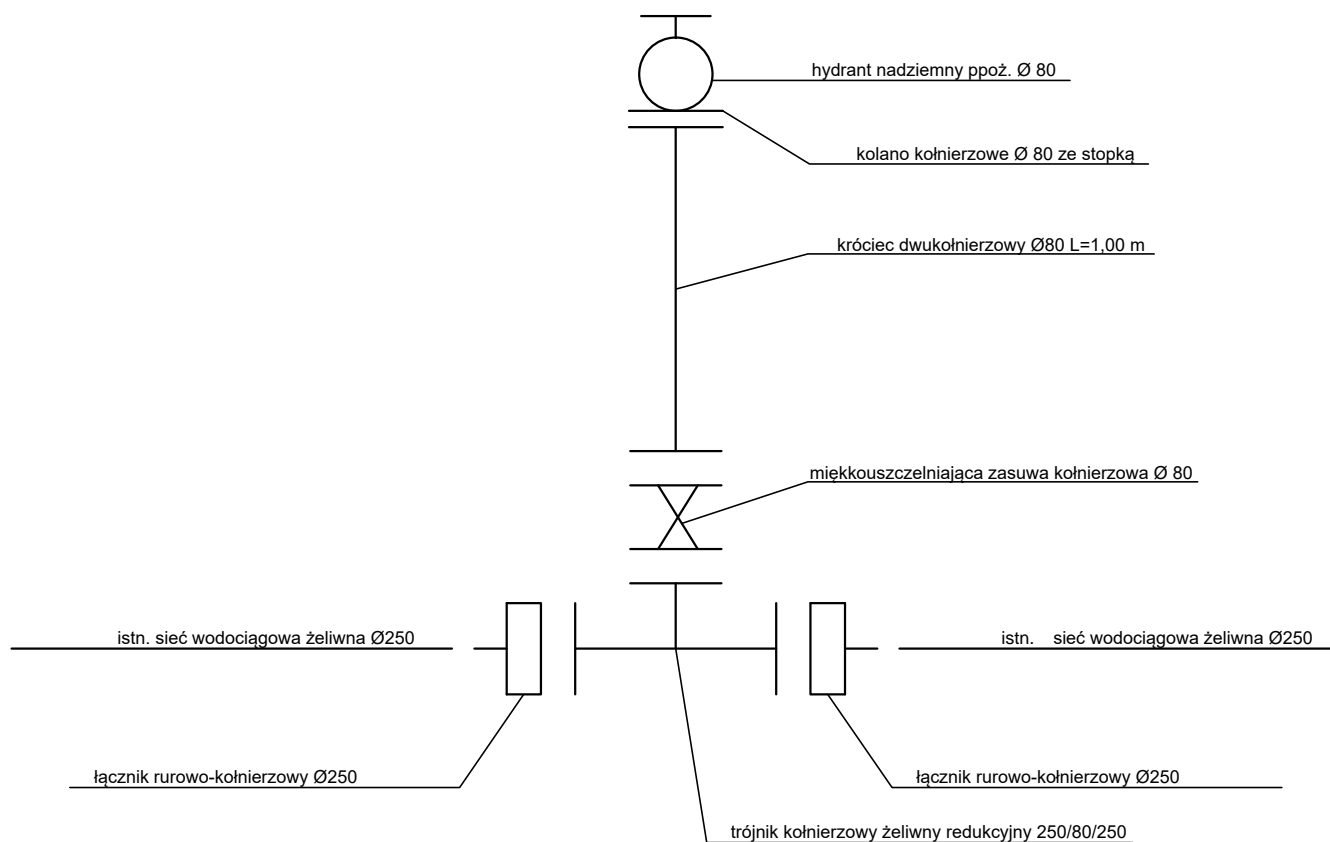 hydrant nadziemny ppoż. Ø 80
kolano kołnierzowe Ø 80 ze stopką
króciec dwukołnierzowy Ø80 L=1,00 m
miękkouszczelniająca zasuwa kołnierzowa Ø 80
istn. sieć wodociągowa żeliwna Ø250
istn. sieć wodociągowa żeliwna Ø250
łącznik rurowo-kołnierzowy Ø250
łącznik rurowo-kołnierzowy Ø250
trójnik kołnierzowy żeliwny redukcyjny 250/80/250